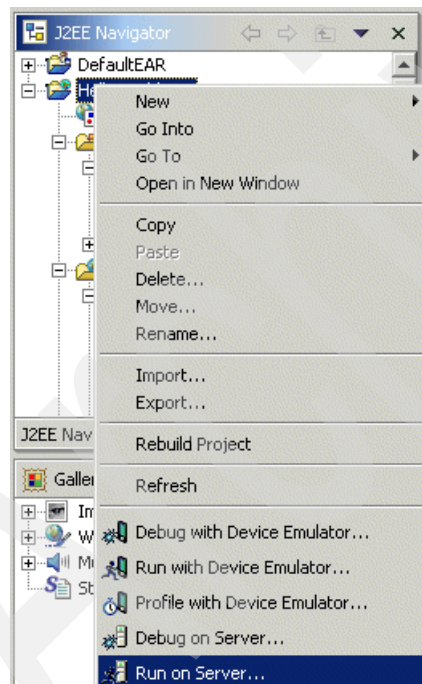 J2EE Navigator
DefaultEAR
New
Go Into
Go To
Open in New Window
Copy
Paste
Delete...
Move...
Rename...
Import...
Export...
J2EE Nav
Rebuild Project
Refresh
Debug with Device Emulator...
Run with Device Emulator...
Profile with Device Emulator...
Debug on Server...
Run on Server...